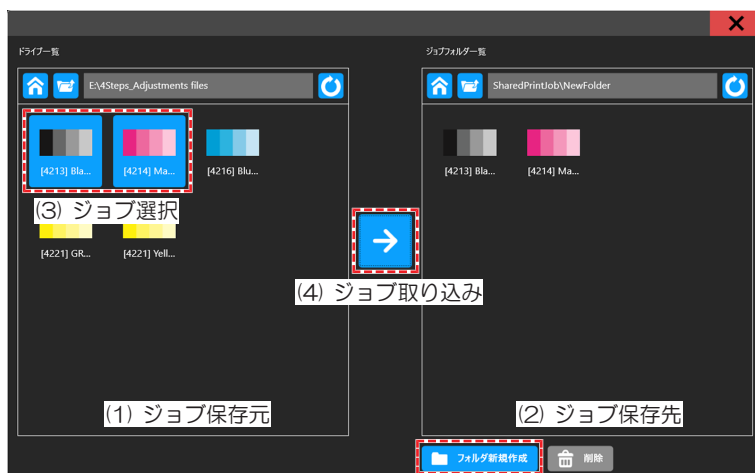 ドライブ一覧
ジョブフォルダ一覧
E:\4Steps_Adjustments files
SharedPrintJob\NewFolder
[4213] Bla...
[4214] Ma...
[4216] Blu...
[4213] Bla...
[4214] Ma...
(3) ジョブ選択
[4221] GR...
[4221] Yell...
(4) ジョブ取り込み
(1) ジョブ保存元
(2) ジョブ保存先
フォルダ新規作成
削除